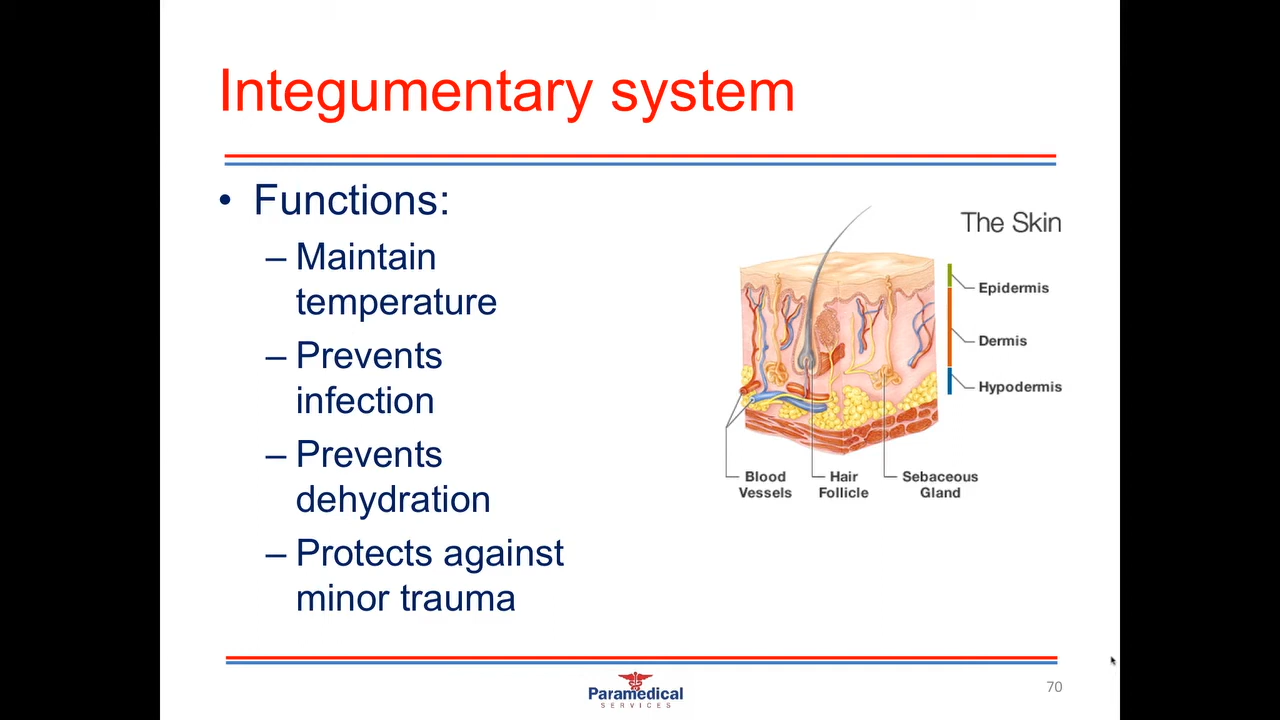 Integumentary system
• Functions:
– Maintain
temperature
– Prevents
infection
– Prevents
dehydration
– Protects against
minor trauma
The Skin
Epidermis
Dermis
Hypodermis
Blood
Vessels
Hair
Follicle
Sebaceous
Gland
Paramedical
SERVICES
70